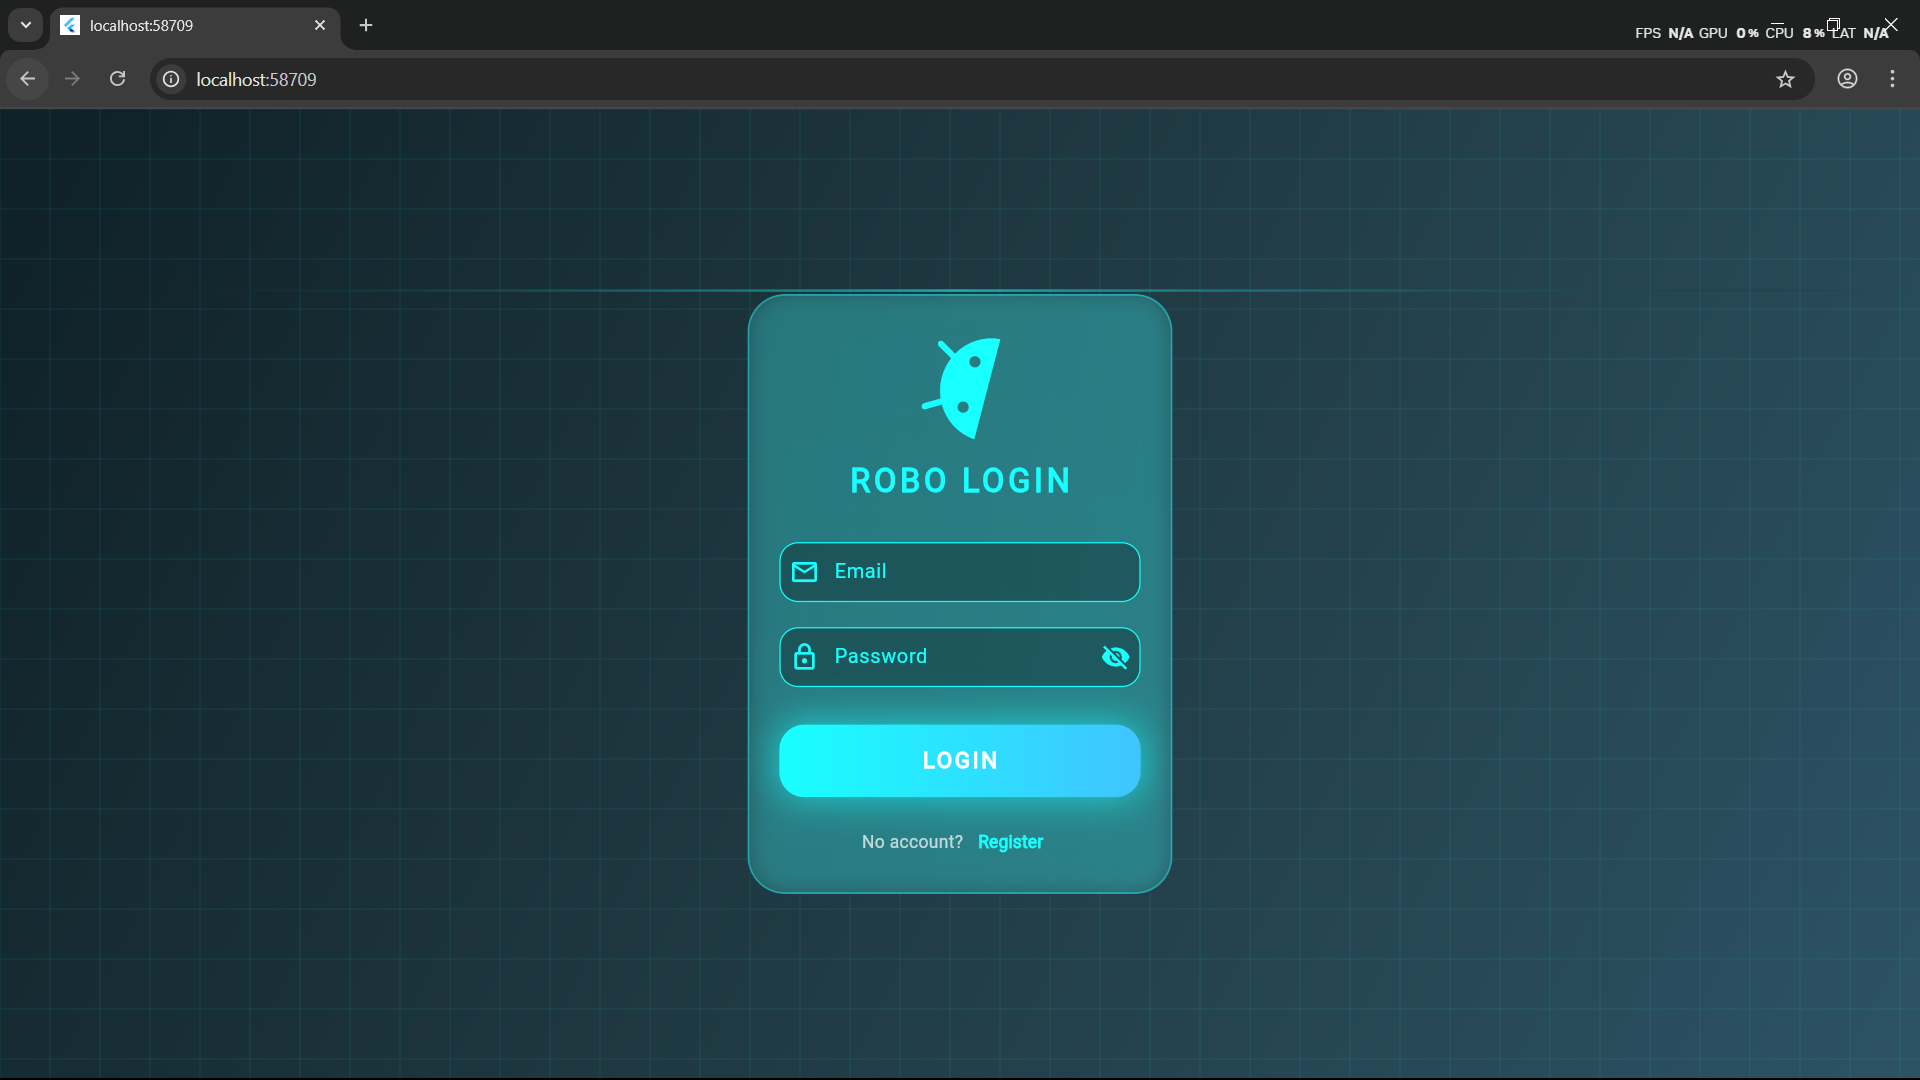 localhost:58709
FPS N/A GPU 0% CPU 8% LAT N/A
localhost:58709
ROBO LOGIN
Email
Password
LOGIN
No account? Register